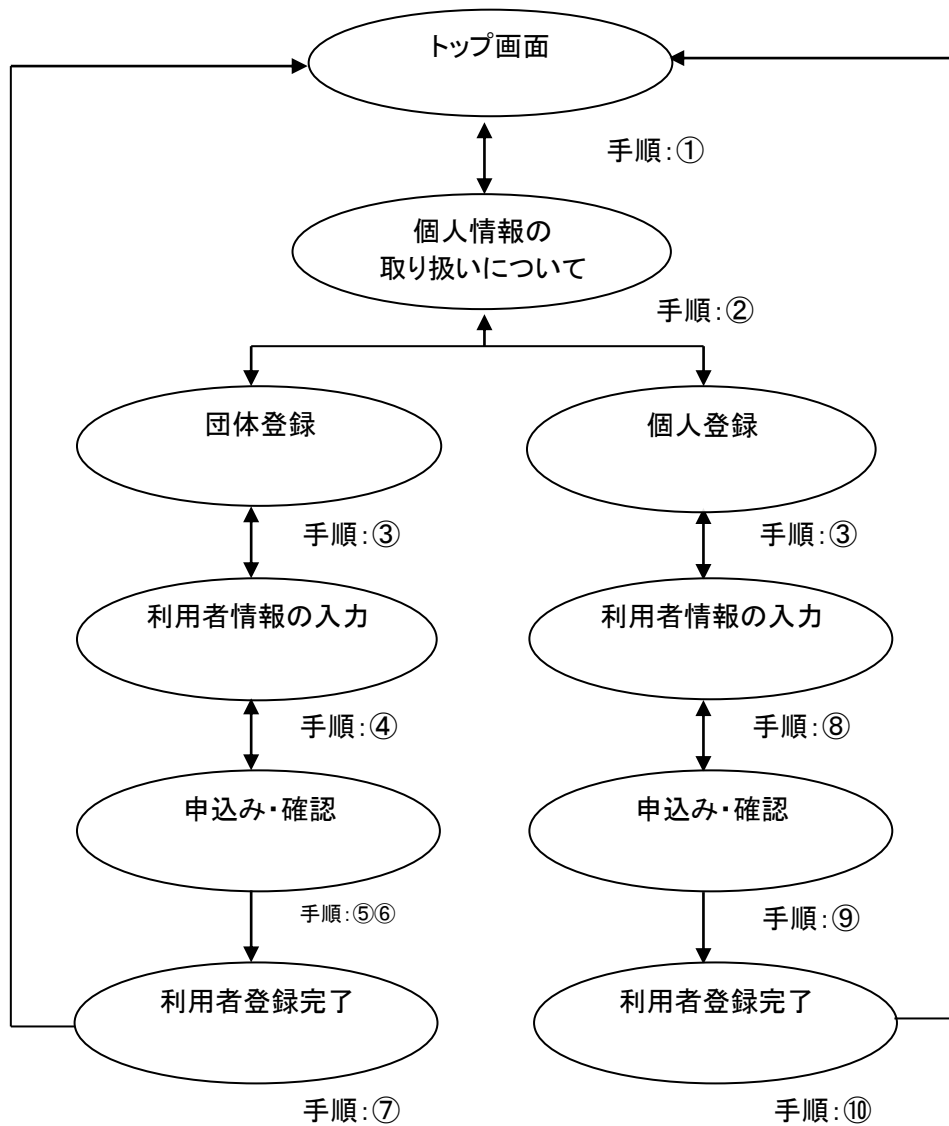 トップ画面
手順:①
個人情報の
取り扱いについて
手順:②
団体登録
個人登録
手順:③
手順:③
利用者情報の入力
利用者情報の入力
手順:④
手順:⑧
申込み・確認
申込み・確認
手順:⑤⑥
手順:⑨
利用者登録完了
利用者登録完了
手順:⑦
手順:⑩